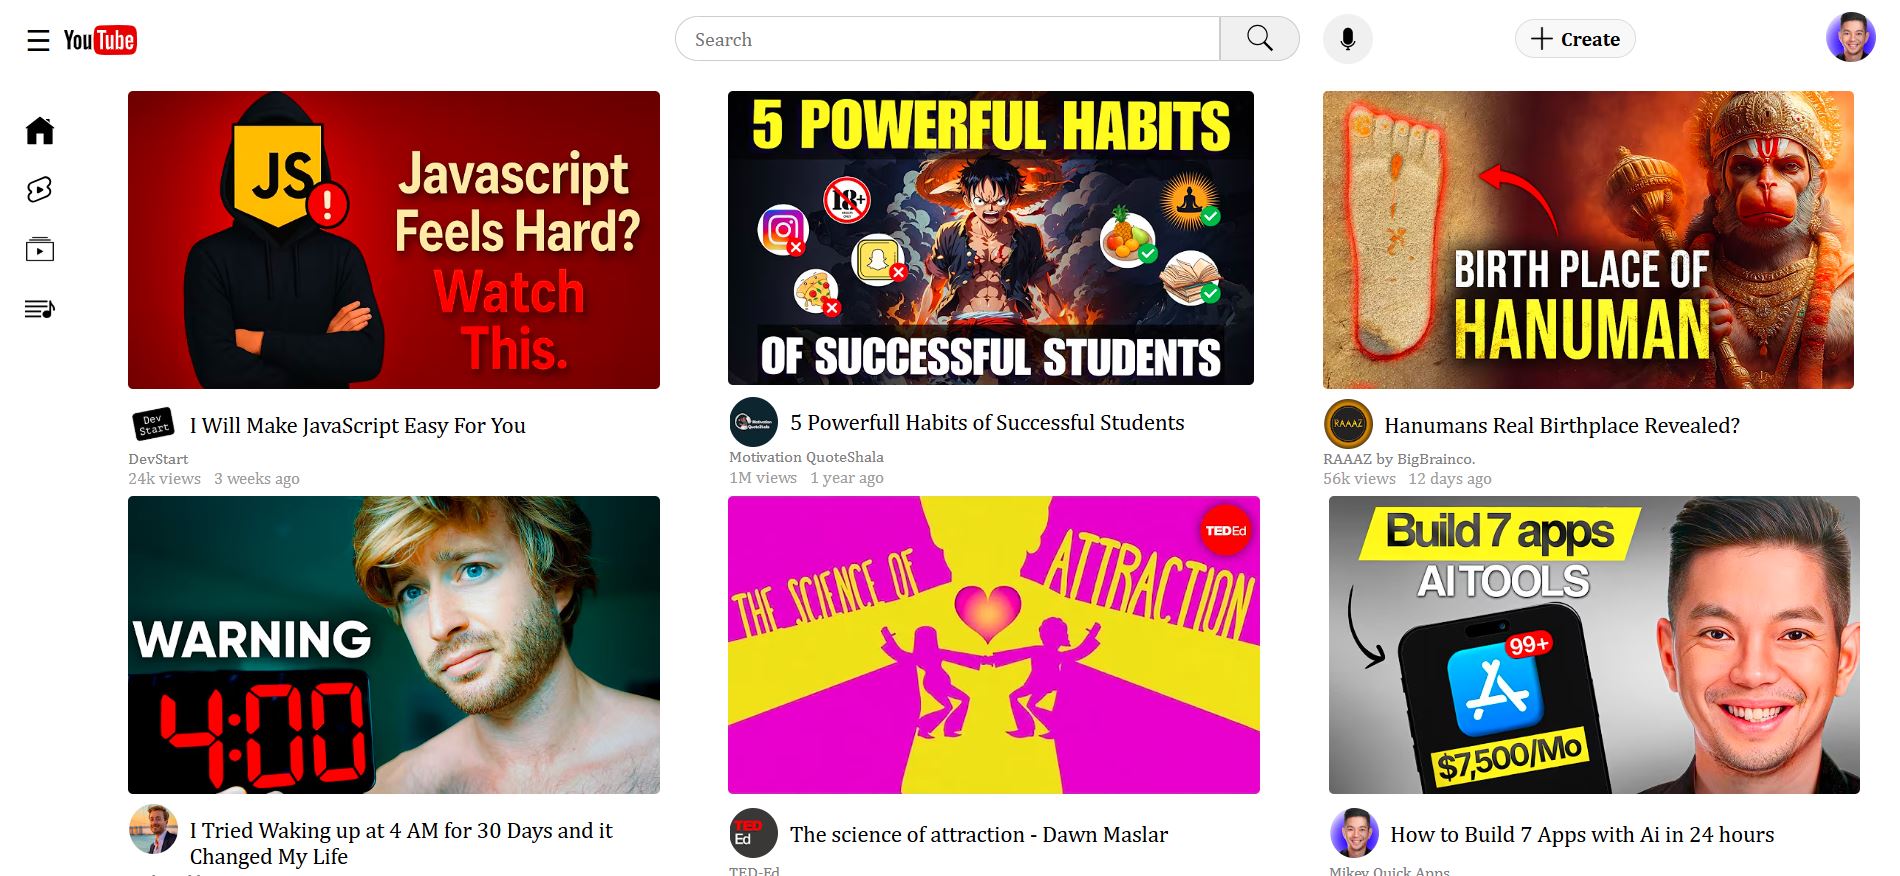 YouTube
Search
Create
JS
!
Javascript
Feels Hard?
Watch
This.
Dev
Start
I Will Make JavaScript Easy For You
DevStart
24k views 3 weeks ago
5 POWERFUL HABITS
18+
OF SUCCESSFUL STUDENTS
Motivation
QuoteShala
5 Powerfull Habits of Successful Students
Motivation QuoteShala
1M views 1 year ago
BIRTH PLACE OF
HANUMAN
RAAAZ
Hanumans Real Birthplace Revealed?
RAAAZ by BigBrainco.
56k views 12 days ago
WARNING
4:00
I Tried Waking up at 4 AM for 30 Days and it
Changed My Life
TED Ed
THE SCIENCE OF ATTRACTION
TED
Ed
The science of attraction - Dawn Maslar
TED-Ed
Build 7 apps
AI TOOLS
99+
$7,500/Mo
How to Build 7 Apps with Ai in 24 hours
Mikey Quick Apps